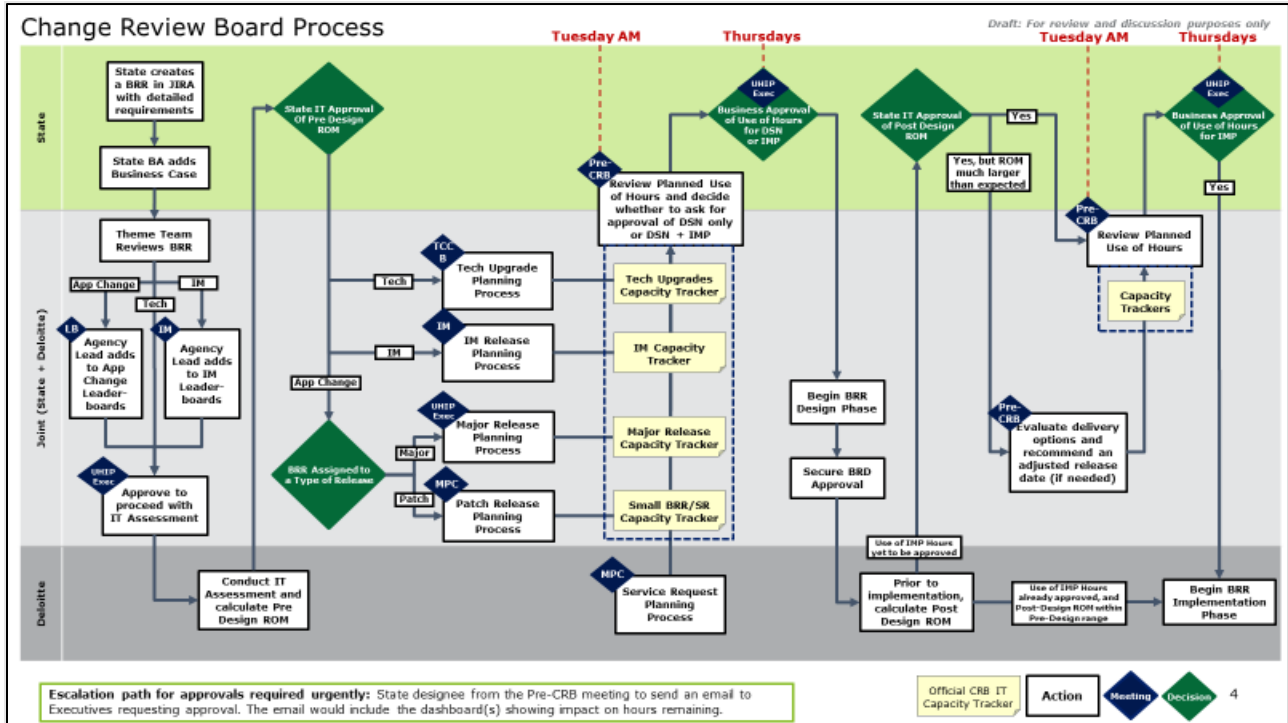 Change Review Board Process
Draft: For review and discussion purposes only
Tuesday AM
Thursdays
Tuesday AM
Thursdays
State
State creates
a BRR in JIRA
with detailed
requirements
State BA adds
Business Case
State IT Approval
Of Pre Design
ROM
Pre-
CRB
Review Planned Use
of Hours and decide
whether to ask for
approval of DSN only
or DSN + IMP
UHIP
Exec
Business Approval
of Use of Hours
for DSN
or IMP
State IT Approval
of Post Design
ROM
Yes
Yes, but ROM
much larger
than expected
UHIP
Exec
Business Approval
of Use of Hours
for IMP
Yes
Joint (State + Deloitte)
Theme Team
Reviews BRR
App Change
IM
Tech
LB
Agency
Lead adds
to App
Change
Leader-
boards
IM
Agency
Lead adds
to IM
Leader-
boards
UHIP
Exec
Approve to
proceed with
IT Assessment
Tech
IM
App Change
BRR Assigned to
a Type of Release
Major
Patch
TCC
B
Tech Upgrade
Planning
Process
IM
IM Release
Planning
Process
UHIP
Exec
Major Release
Planning
Process
MPC
Patch Release
Planning
Process
Tech Upgrades
Capacity Tracker
IM Capacity
Tracker
Major Release
Capacity Tracker
Small BRR/SR
Capacity Tracker
Begin BRR
Design Phase
Secure BRD
Approval
Pre-
CRB
Review Planned
Use of Hours
Capacity
Trackers
Pre-
CRB
Evaluate delivery
options and
recommend an
adjusted release
date (if needed)
Use of IMP Hours
yet to be approved
Deloitte
Conduct IT
Assessment and
calculate Pre
Design ROM
MPC
Service Request
Planning
Process
Prior to
implementation,
calculate Post
Design ROM
Use of IMP Hours
already approved, and
Post-Design ROM within
Pre-Design range
Begin BRR
Implementation
Phase
Escalation path for approvals required urgently: State designee from the Pre-CRB meeting to send an email to
Executives requesting approval. The email would include the dashboard(s) showing impact on hours remaining.
Official CRB IT
Capacity Tracker
Action
Meeting
Decision
4